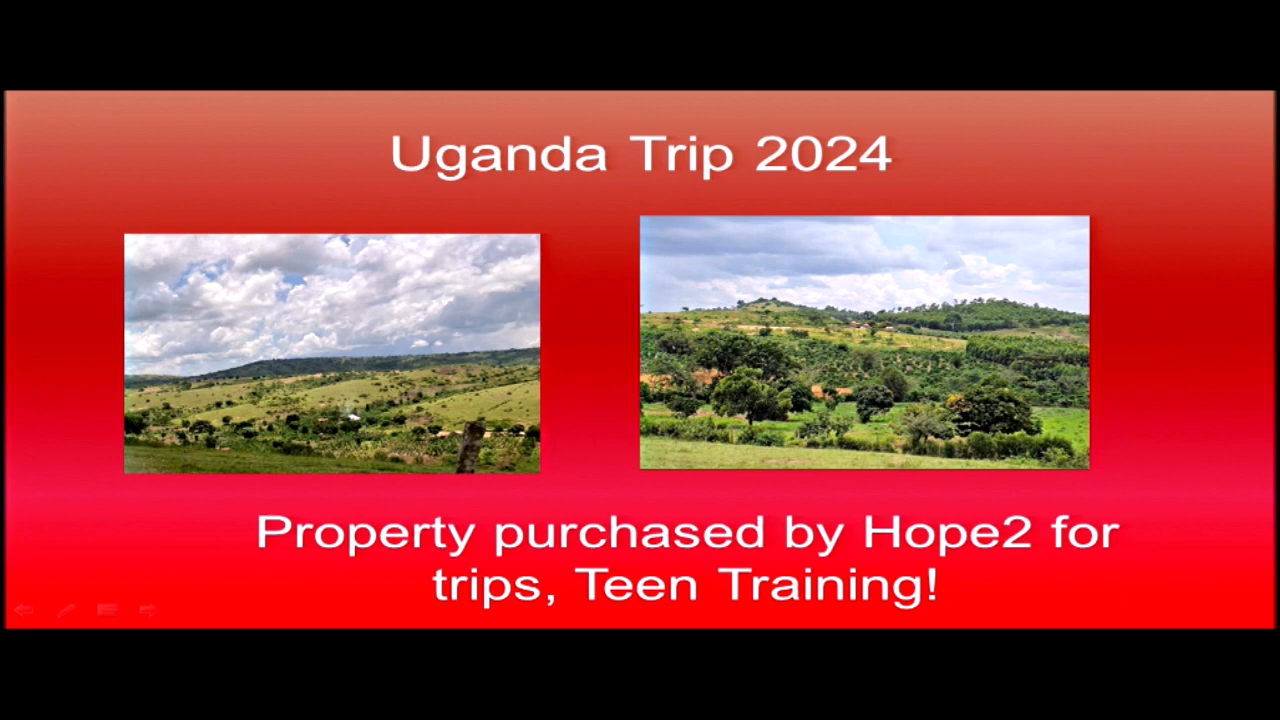 Uganda Trip 2024
Property purchased by Hope2 for
trips, Teen Training!